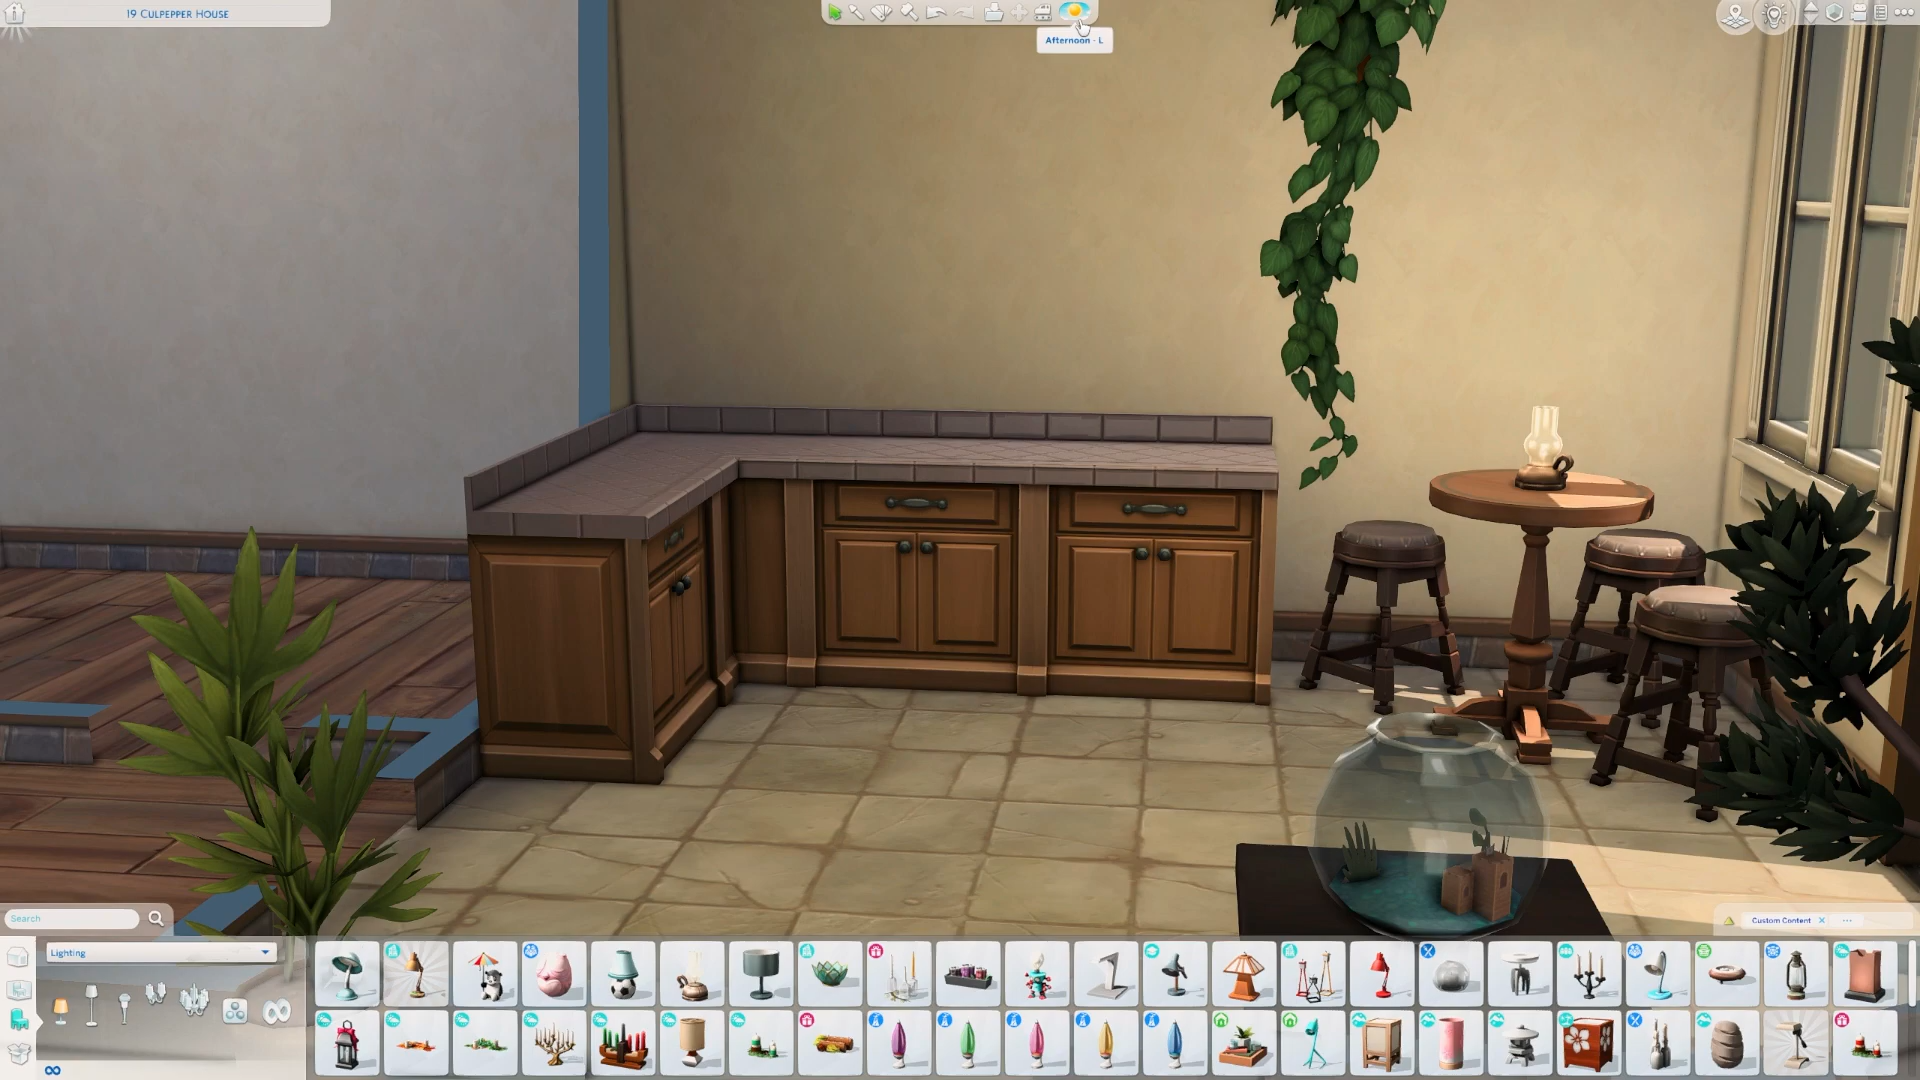 19 Culpepper House
Afternoon - L
Search
Custom Content
Lighting